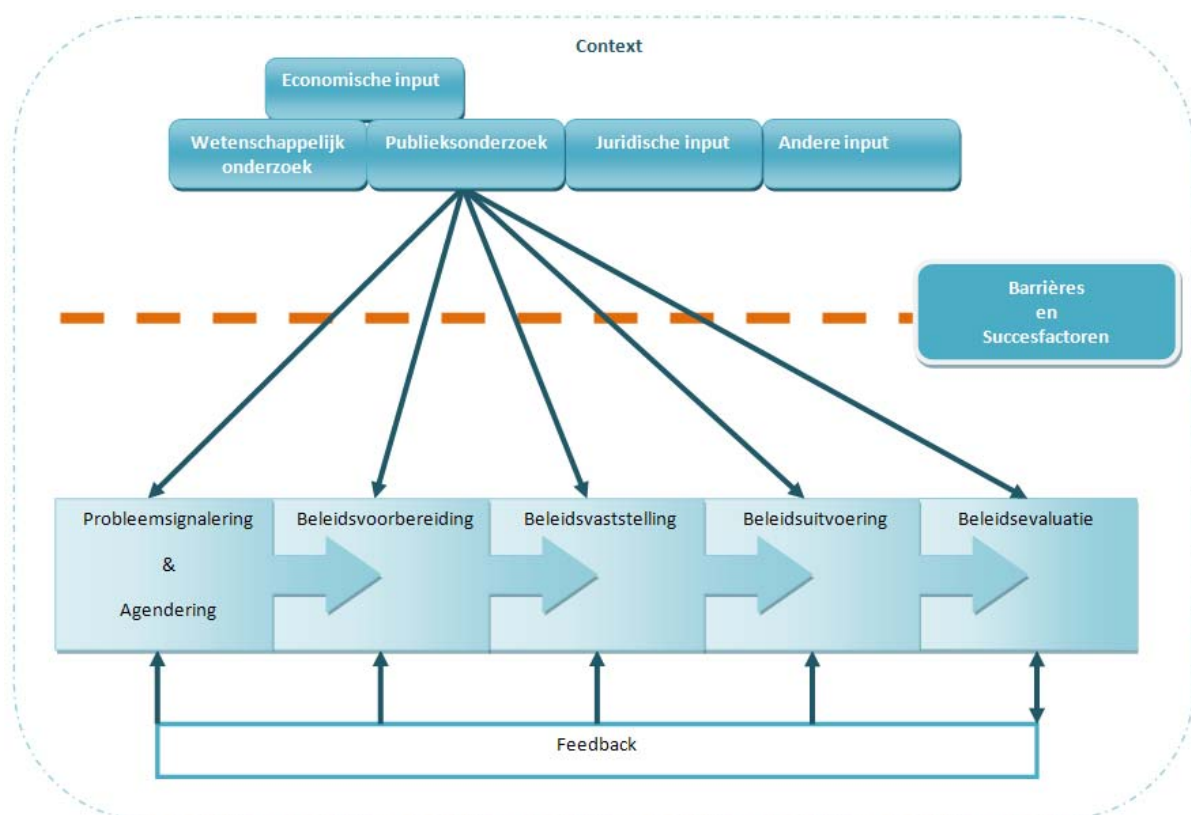 Context
Economische input
Wetenschappelijk
onderzoek
Publieksonderzoek
Juridische input
Andere input
Barrières
en
Succesfactoren
Probleemsignalering
&
Agendering
Beleidsvoorbereiding
Beleidsvaststelling
Beleidsuitvoering
Beleidsevaluatie
Feedback